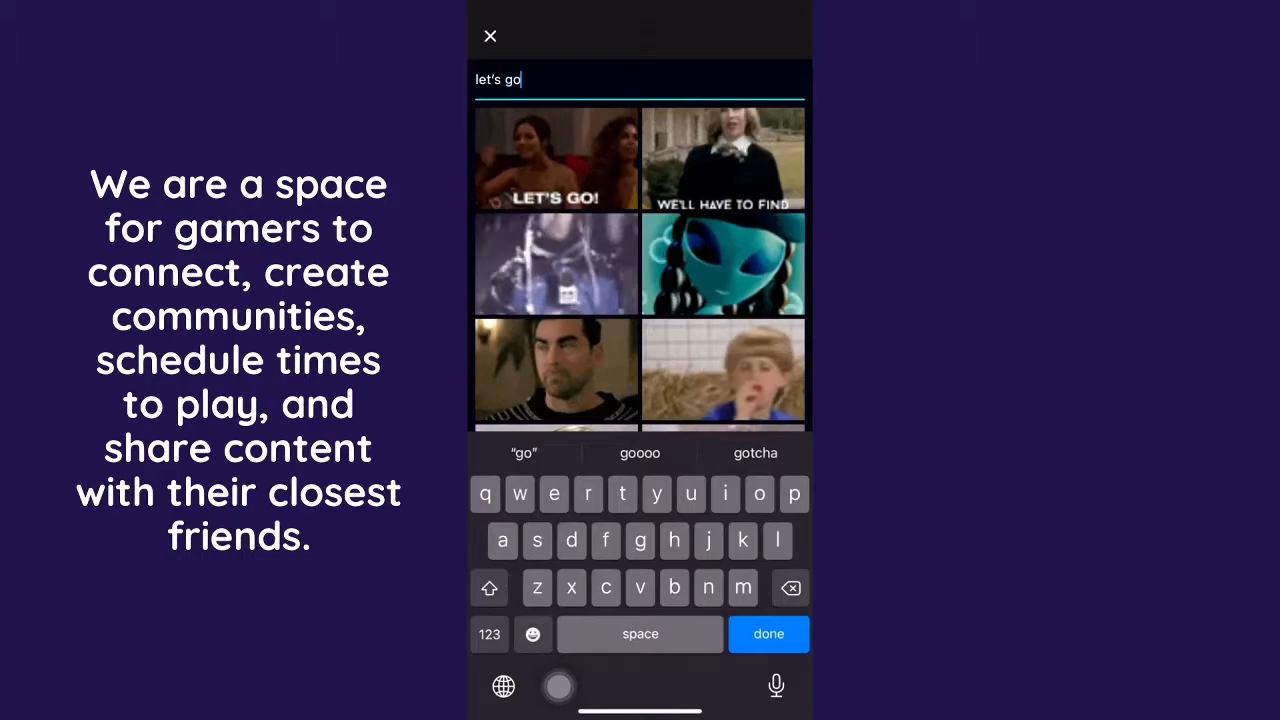 We are a space
for gamers to
connect, create
communities,
schedule times
to play, and
share content
with their closest
friends.
let's go
LET'S GO!
WE'LL HAVE TO FIND
“go” goooo gotcha
q w e r t y u i o p
a s d f g h j k l
z x c v b n m
123 space done